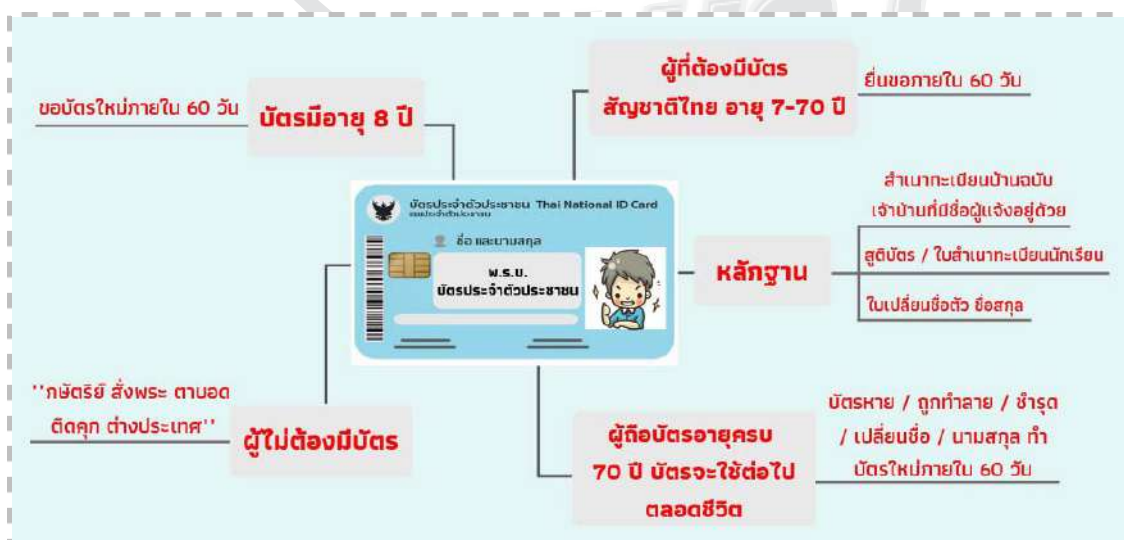 ขอบัตรใหม่ภายใน 60 วัน
บัตรมีอายุ 8 ปี
ผู้ที่ต้องมีบัตร
สัญชาติไทย อายุ 7-70 ปี
ยื่นขอภายใน 60 วัน
บัตรประจำตัวประชาชน Thai National ID Card
ชื่อ และนามสกุล
พ.ร.บ.
บัตรประจำตัวประชาชน
หลักฐาน
สำเนาทะเบียนบ้านฉบับ
เจ้าบ้านที่มีชื่อผู้แจ้งอยู่ด้วย
สูติบัตร / ใบสำเนาทะเบียนนักเรียน
ใบเปลี่ยนชื่อตัว ชื่อสกุล
''กษัตริย์ สั่งพระ ตาบอด
ติดคุก ต่างประเทศ''
ผู้ไม่ต้องมีบัตร
ผู้ถือบัตรอายุครบ
70 ปี บัตรจะใช้ต่อไป
ตลอดชีวิต
บัตรหาย / ถูกทำลาย / ชำรุด
/ เปลี่ยนชื่อ / นามสกุล ทำ
บัตรใหม่ภายใน 60 วัน